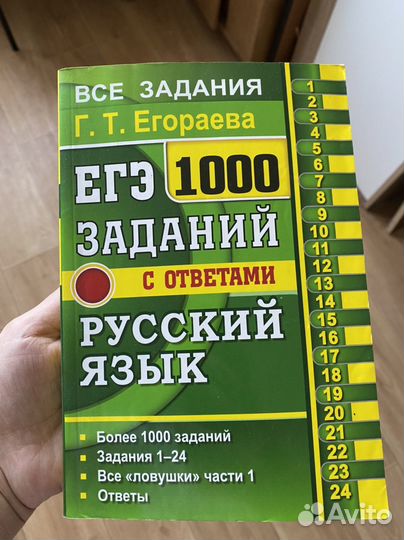 ВСЕ ЗАДАНИЯ
Г. Т. Егораева
ЕГЭ 1000
ЗАДАНИЙ
С ОТВЕТАМИ
РУССКИЙ
ЯЗЫК
Более 1000 заданий
Задания 1–24
Все «ловушки» части 1
Ответы
1
2
3
4
5
6
7
8
9
10
11
12
13
14
15
16
17
18
19
20
21
22
23
24
Avito